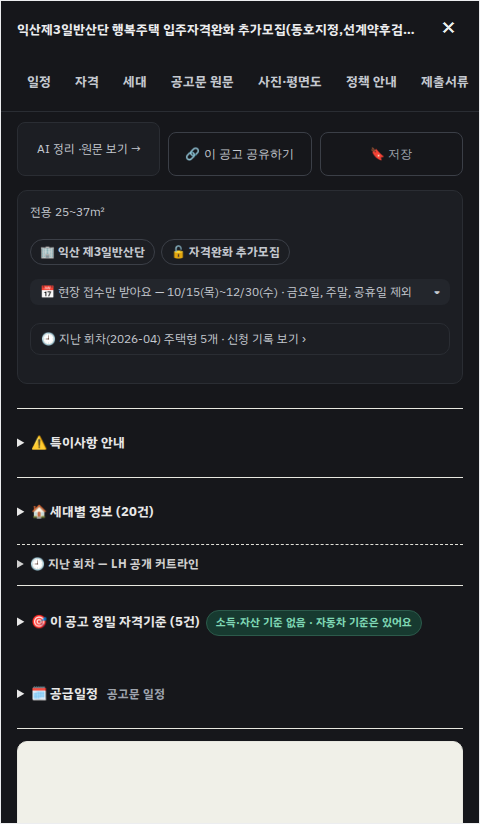 익산제3일반산단 행복주택 입주자격완화 추가모집(동호지정,선계약후검...
일정 자격 세대 공고문 원문 사진·평면도 정책 안내 제출서류
AI 정리 ·원문 보기 →
이 공고 공유하기
저장
전용 25~37m²
익산 제3일반산단
자격완화 추가모집
현장 접수만 받아요 — 10/15(목)~12/30(수) · 금요일, 주말, 공휴일 제외
지난 회차(2026-04) 주택형 5개 · 신청 기록 보기 ›
특이사항 안내
세대별 정보 (20건)
지난 회차 — LH 공개 커트라인
이 공고 정밀 자격기준 (5건) 소득·자산 기준 없음 · 자동차 기준은 있어요
공급일정 공고문 일정